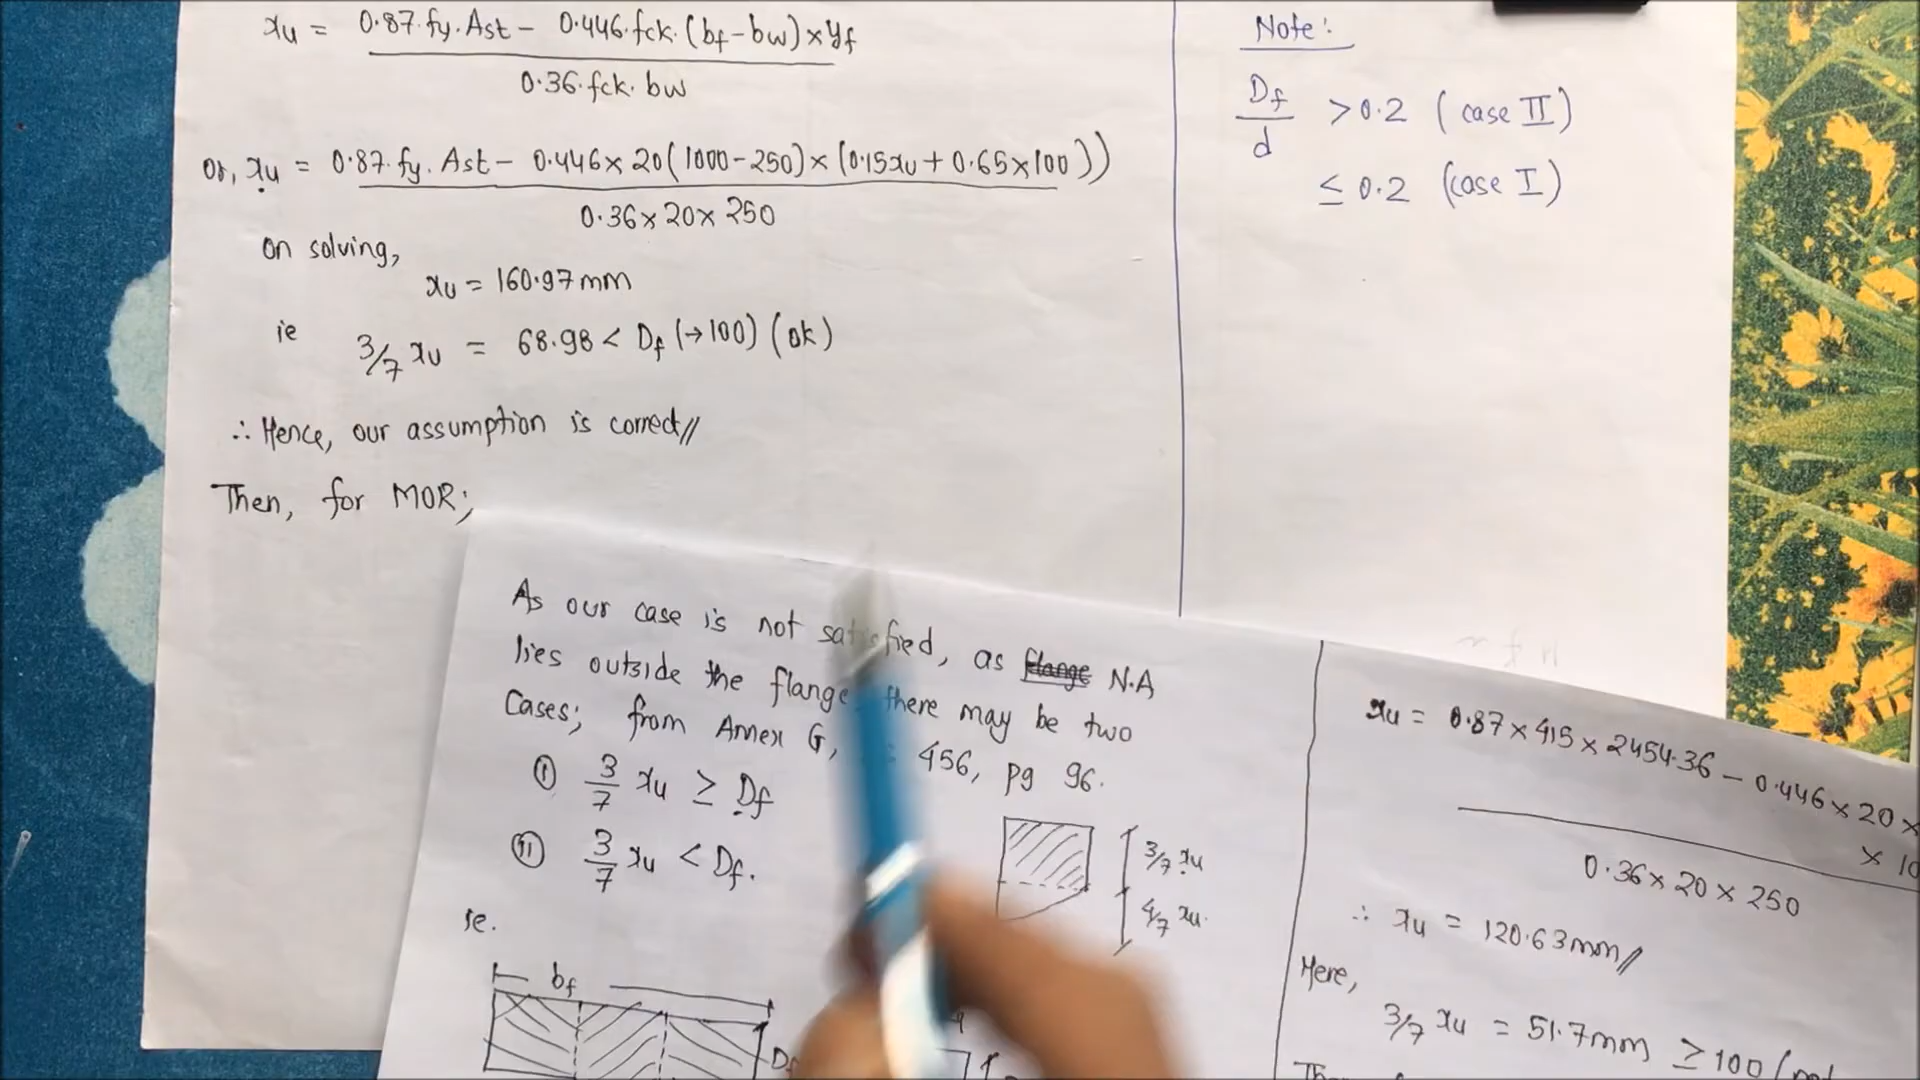 xu = 0.87.fy.Ast - 0.446.fck.(bf-bw)×yf
0.36.fck.bw
Or, xu = 0.87.fy.Ast - 0.446×20(1000-250)×(0.15xu+0.65×100))
0.36×20×250
On solving,
xu = 160.97mm
ie 3/7 xu = 68.98 < Df (→100) (ok)
∴ Hence, our assumption is correct//
Then, for MOR;
Note:
Df/d >0.2 (case II)
≤ 0.2 (case I)
As our case is not satisfied, as N.A
lies outside the flange there may be two
Cases; from Annex G, 456, pg 96.
(i) 3/7 xu ≥ Df
(ii) 3/7 xu < Df.
3/7 xu
4/7 xu.
ie.
bf
xu = 0.87×415×2454.36 - 0.446×20×
0.36×20×250
∴ xu = 120.63mm//
Here,
3/7 xu = 51.7mm ≥100